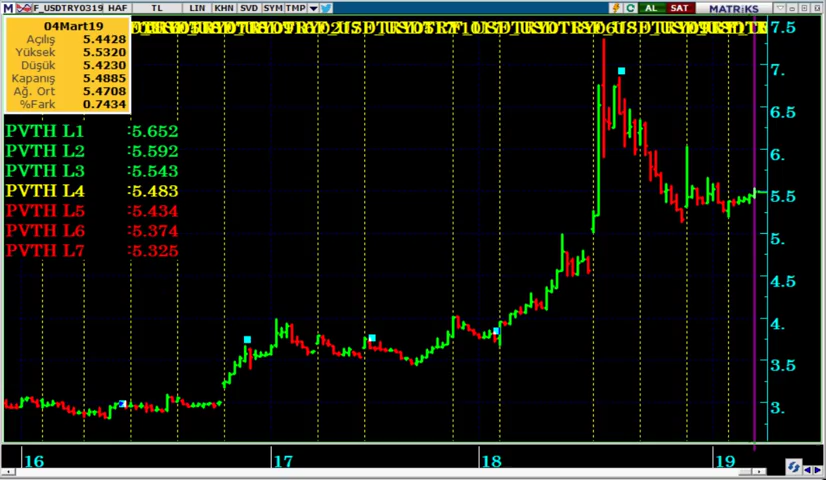 F_USDTRY0319 HAF TL LIN KHN SVD SYM TMP AL SAT MATRiKS
04Mart19
Açılış 5.4428
Yüksek 5.5320
Düşük 5.4230
Kapanış 5.4885
Ağ. Ort 5.4708
%Fark 0.7434
PVTH L1 :5.652
PVTH L2 :5.592
PVTH L3 :5.543
PVTH L4 :5.483
PVTH L5 :5.434
PVTH L6 :5.374
PVTH L7 :5.325
7.5
7.
6.5
6.
5.5
5.
4.5
4.
3.5
3.
16 17 18 19